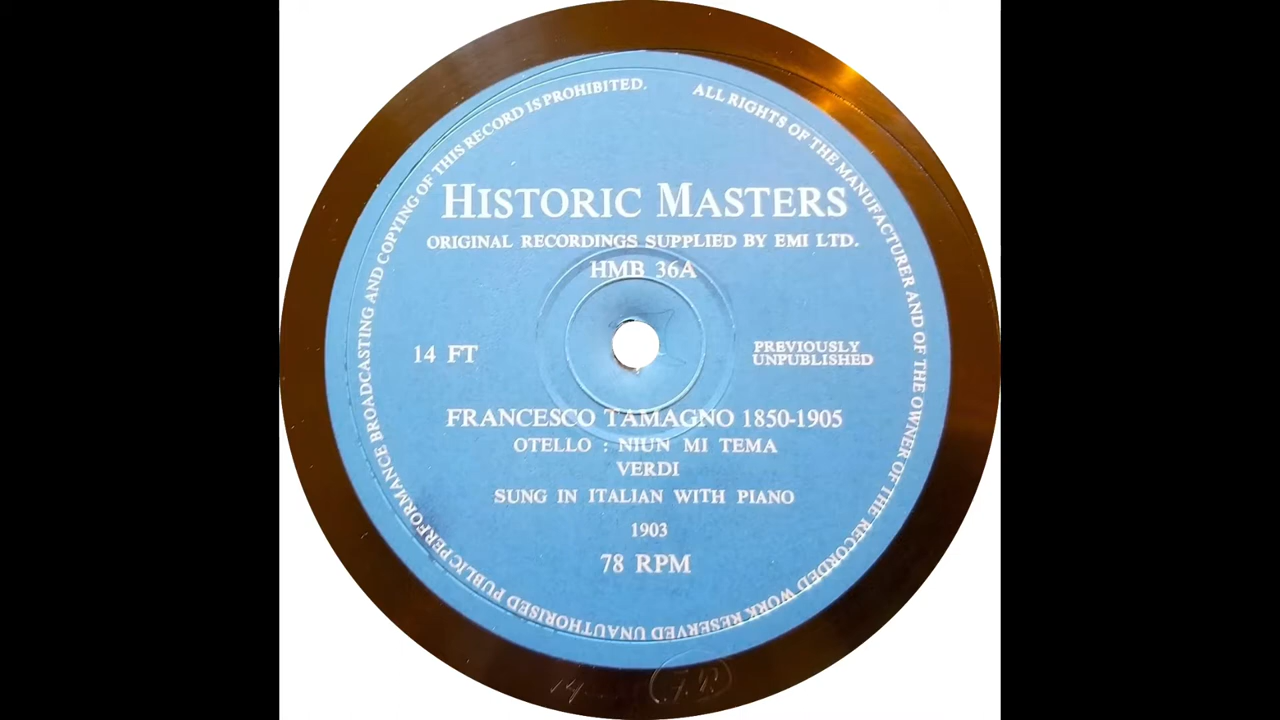 ALL RIGHTS OF THE MANUFACTURER AND OF THE OWNER OF THE RECORDED WORK RESERVED UNAUTHORISED PUBLIC PERFORMANCE BROADCASTING AND COPYING OF THIS RECORD IS PROHIBITED.
HISTORIC MASTERS
ORIGINAL RECORDINGS SUPPLIED BY EMI LTD.
HMB 36A
14 FT
PREVIOUSLY
UNPUBLISHED
FRANCESCO TAMAGNO 1850-1905
OTELLO : NIUN MI TEMA
VERDI
SUNG IN ITALIAN WITH PIANO
1903
78 RPM
14